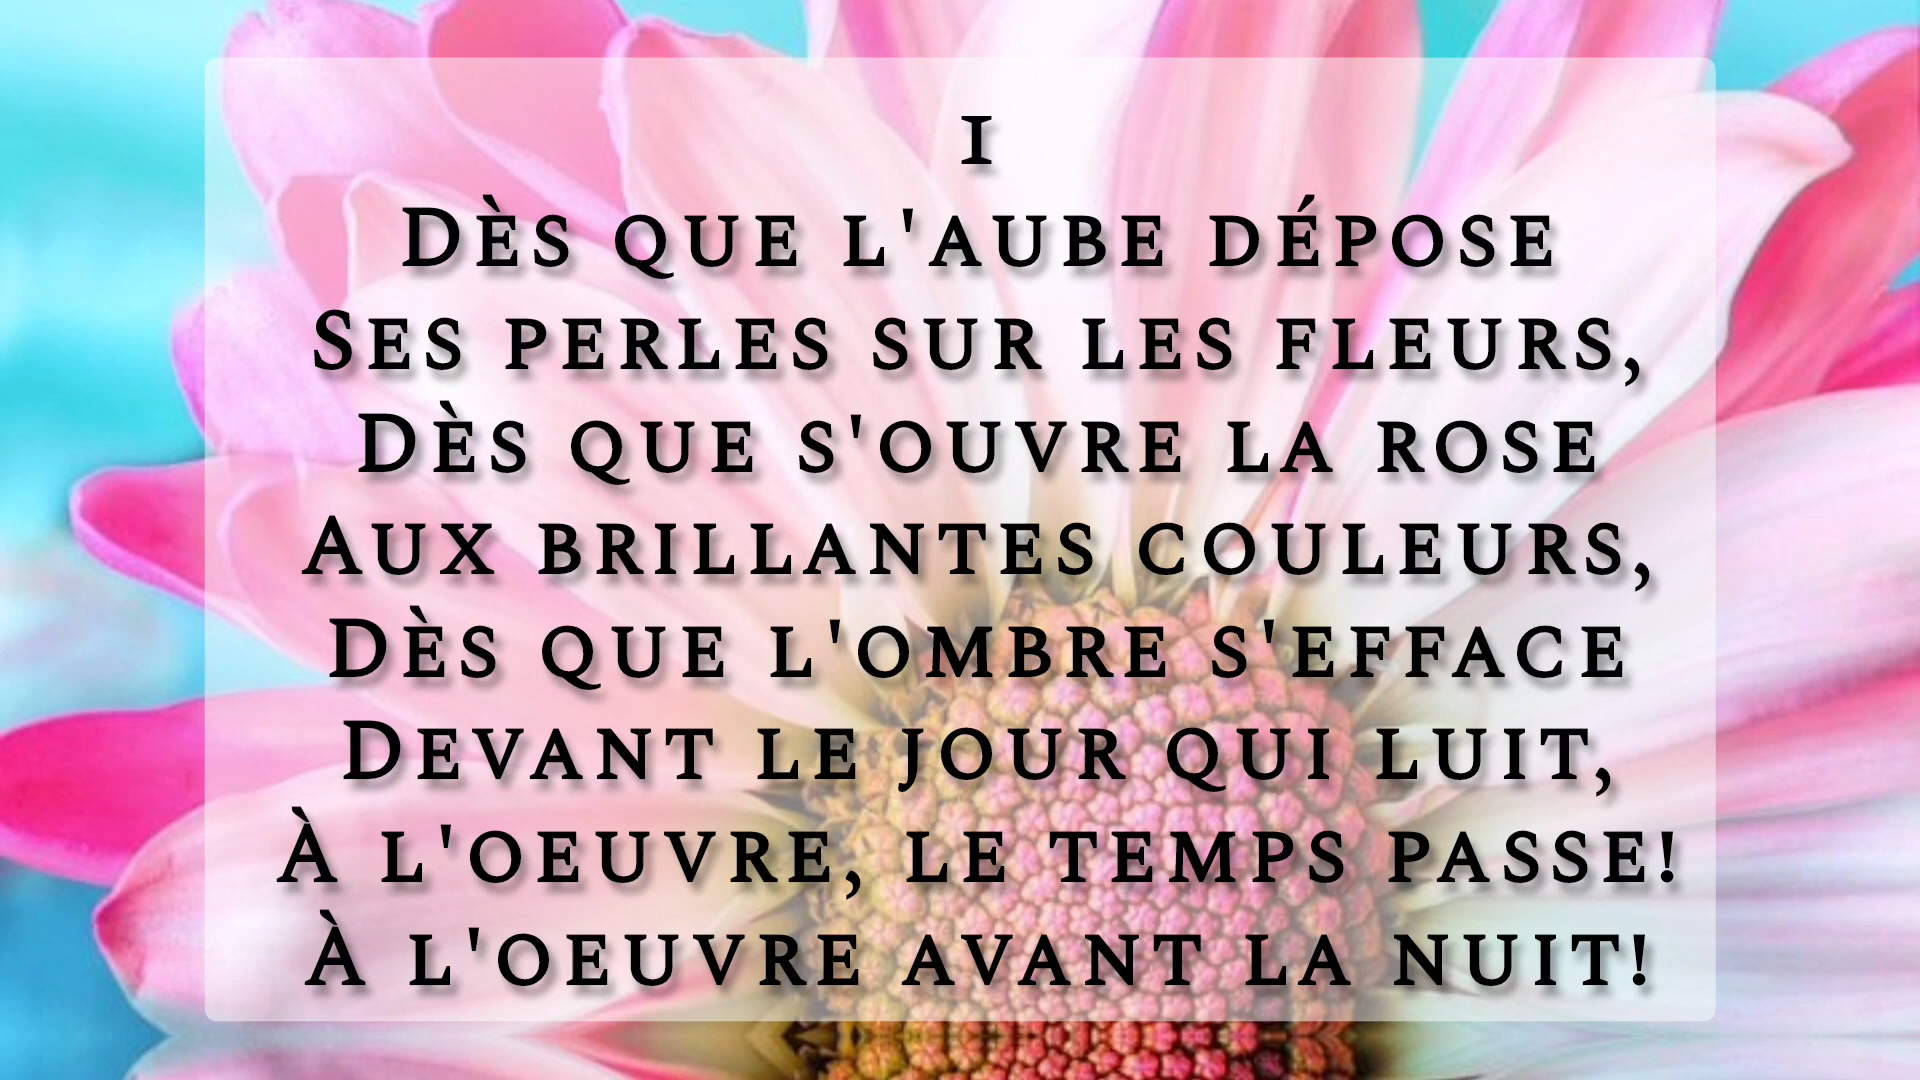 1
Dès que l'aube dépose
Ses perles sur les fleurs,
Dès que s'ouvre la rose
Aux brillantes couleurs,
Dès que l'ombre s'efface
Devant le jour qui luit,
À l'oeuvre, le temps passe!
À l'oeuvre avant la nuit!